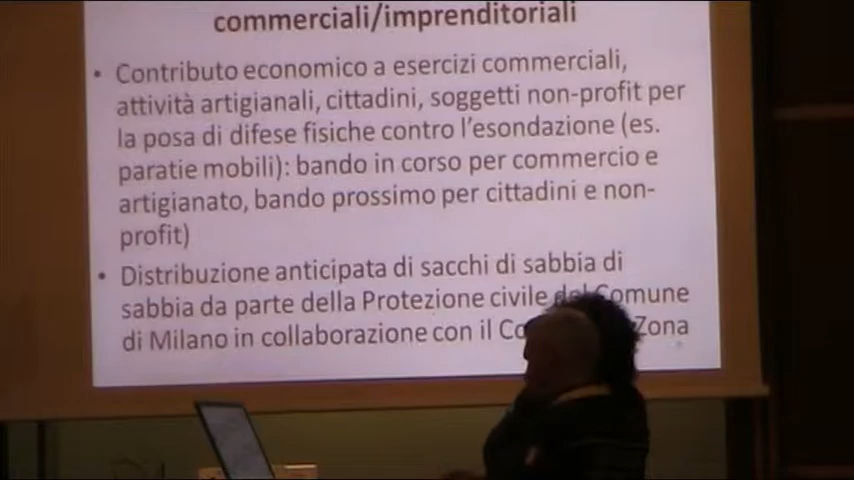 commerciali/imprenditoriali
• Contributo economico a esercizi commerciali,
attività artigianali, cittadini, soggetti non-profit per
la posa di difese fisiche contro l'esondazione (es.
paratie mobili): bando in corso per commercio e
artigianato, bando prossimo per cittadini e non-
profit)
• Distribuzione anticipata di sacchi di sabbia di
sabbia da parte della Protezione civile del Comune
di Milano in collaborazione con il Zona